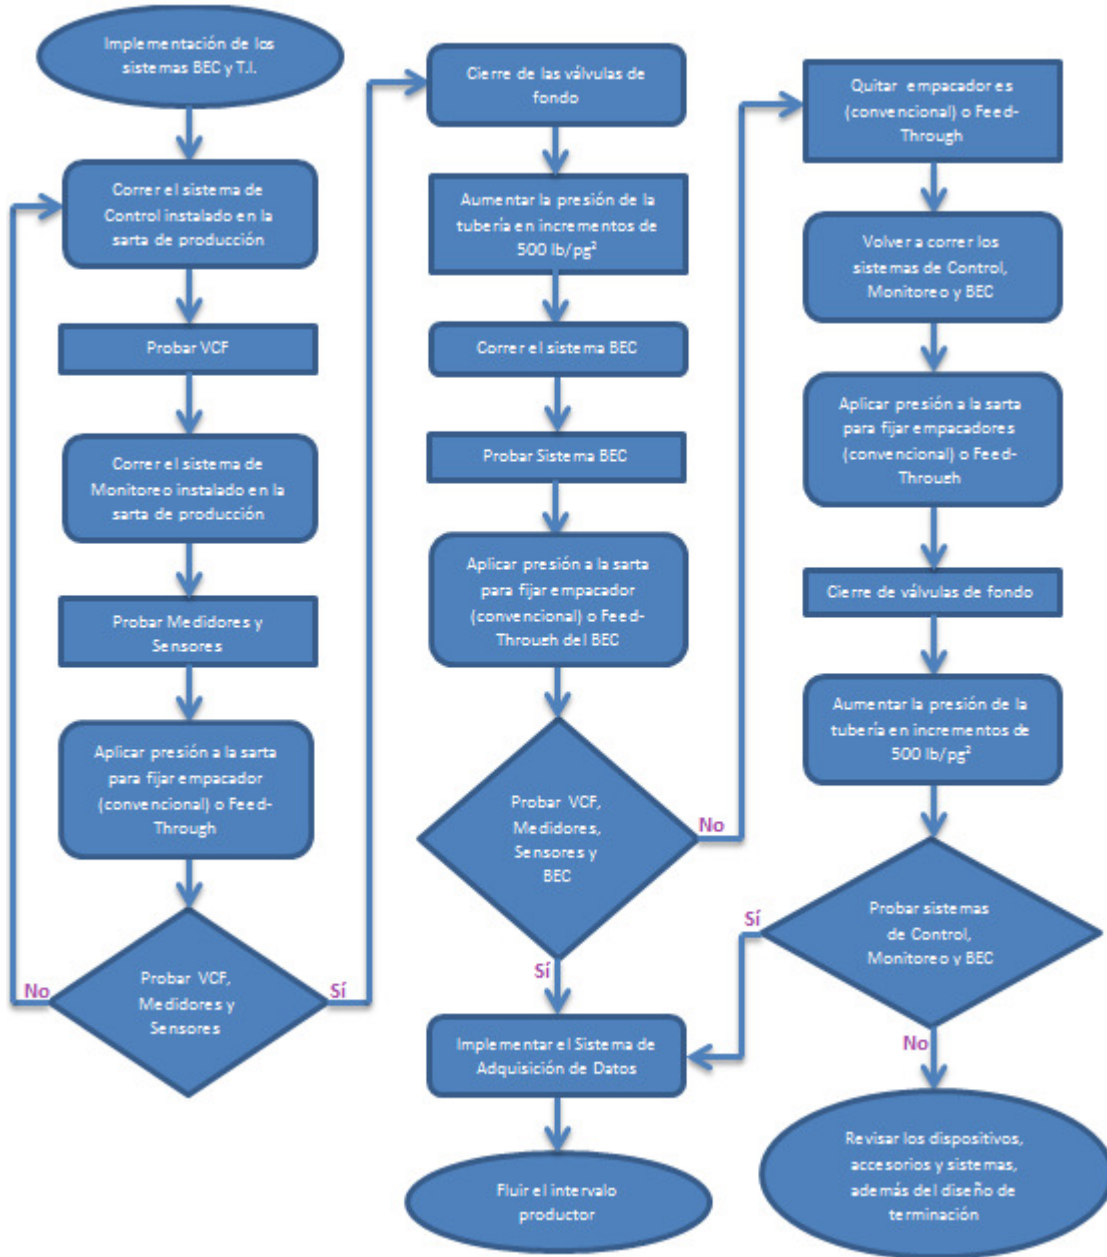 Implementación de los
sistemas BEC y T.I.
Correr el sistema de
Control instalado en la
sarta de producción
Probar VCF
Correr el sistema de
Monitoreo instalado en la
sarta de producción
Probar Medidores y
Sensores
Aplicar presión a la sarta
para fijar empacador
(convencional) o Feed-
Through
Probar VCF,
Medidores y
Sensores
No
Sí
Cierre de las válvulas de
fondo
Aumentar la presión de la
tubería en incrementos de
500 lb/pg²
Correr el sistema BEC
Probar Sistema BEC
Aplicar presión a la sarta
para fijar empacador
(convencional) o Feed-
Through del BEC
Probar VCF,
Medidores,
Sensores y
BEC
No
Sí
Implementar el Sistema de
Adquisición de Datos
Fluir el intervalo
productor
Quitar empacadores
(convencional) o Feed-
Through
Volver a correr los
sistemas de Control,
Monitoreo y BEC
Aplicar presión a la sarta
para fijar empacadores
(convencional) o Feed-
Through
Cierre de válvulas de fondo
Aumentar la presión de la
tubería en incrementos de
500 lb/pg²
Probar sistemas
de Control,
Monitoreo y BEC
Sí
No
Revisar los dispositivos,
accesorios y sistemas,
además del diseño de
terminación